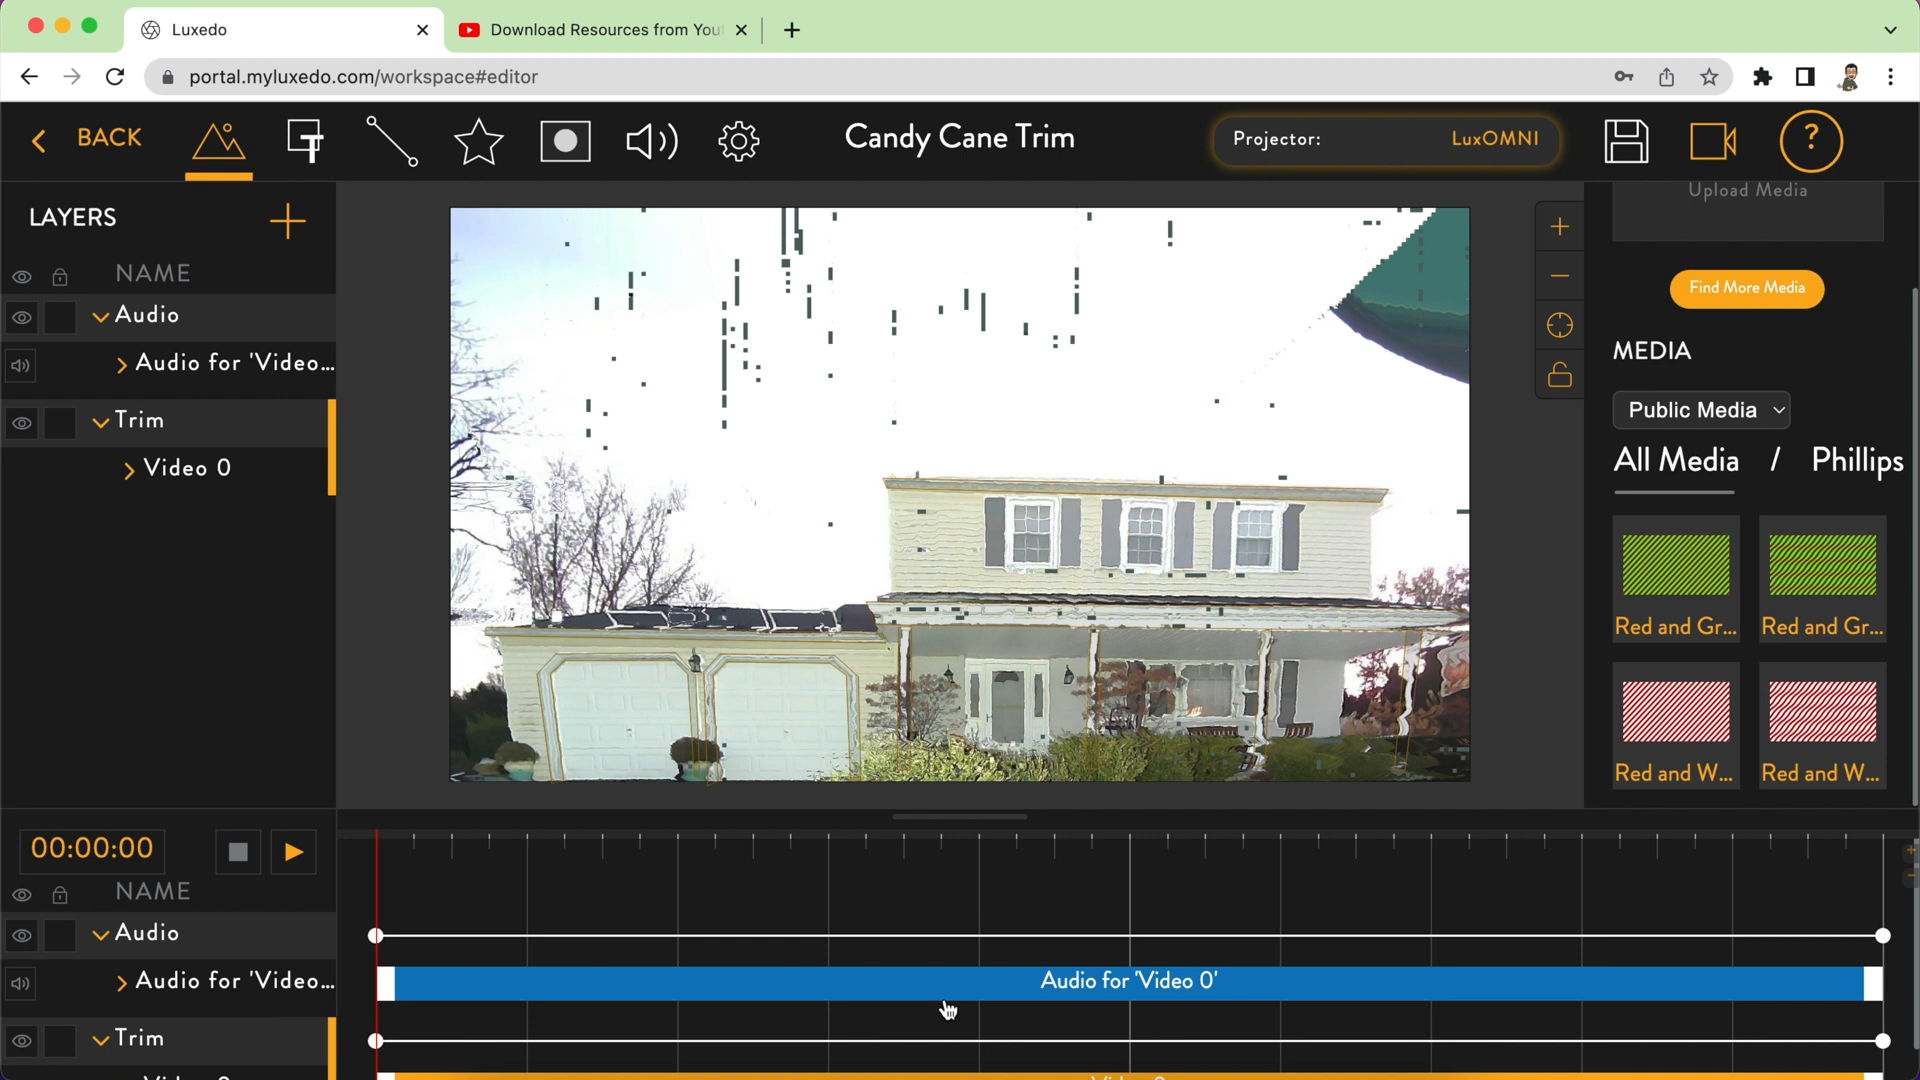 Luxedo
Download Resources from You
portal.myluxedo.com/workspace#editor
BACK
Candy Cane Trim
Projector: LuxOMNI
?
LAYERS
NAME
Audio
Audio for 'Video...
Trim
Video 0
Upload Media
Find More Media
MEDIA
Public Media
All Media / Phillips
Red and Gr... Red and Gr...
Red and W... Red and W...
00:00:00
NAME
Audio
Audio for 'Video... Audio for 'Video 0'
Trim